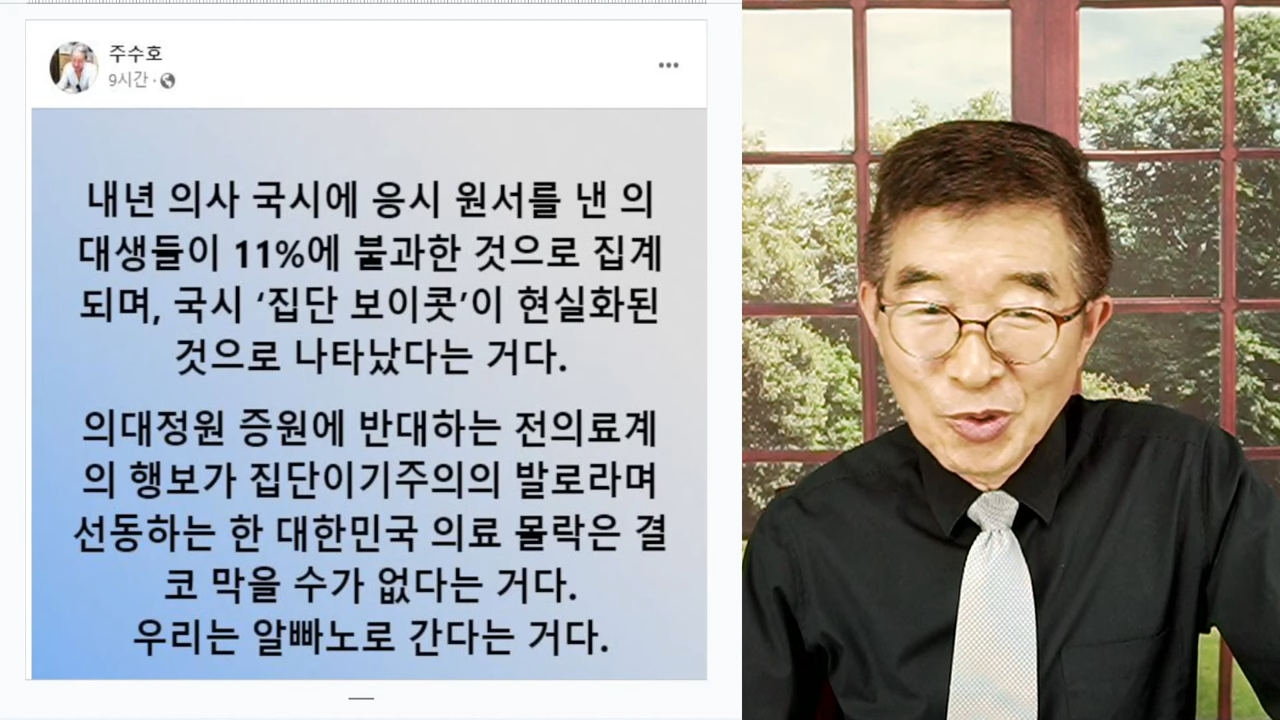 주수호
9시간 ·
내년 의사 국시에 응시 원서를 낸 의
대생들이 11%에 불과한 것으로 집계
되며, 국시 ‘집단 보이콧’이 현실화된
것으로 나타났다는 거다.
의대정원 증원에 반대하는 전의료계
의 행보가 집단이기주의의 발로라며
선동하는 한 대한민국 의료 몰락은 결
코 막을 수가 없다는 거다.
우리는 알빠노로 간다는 거다.